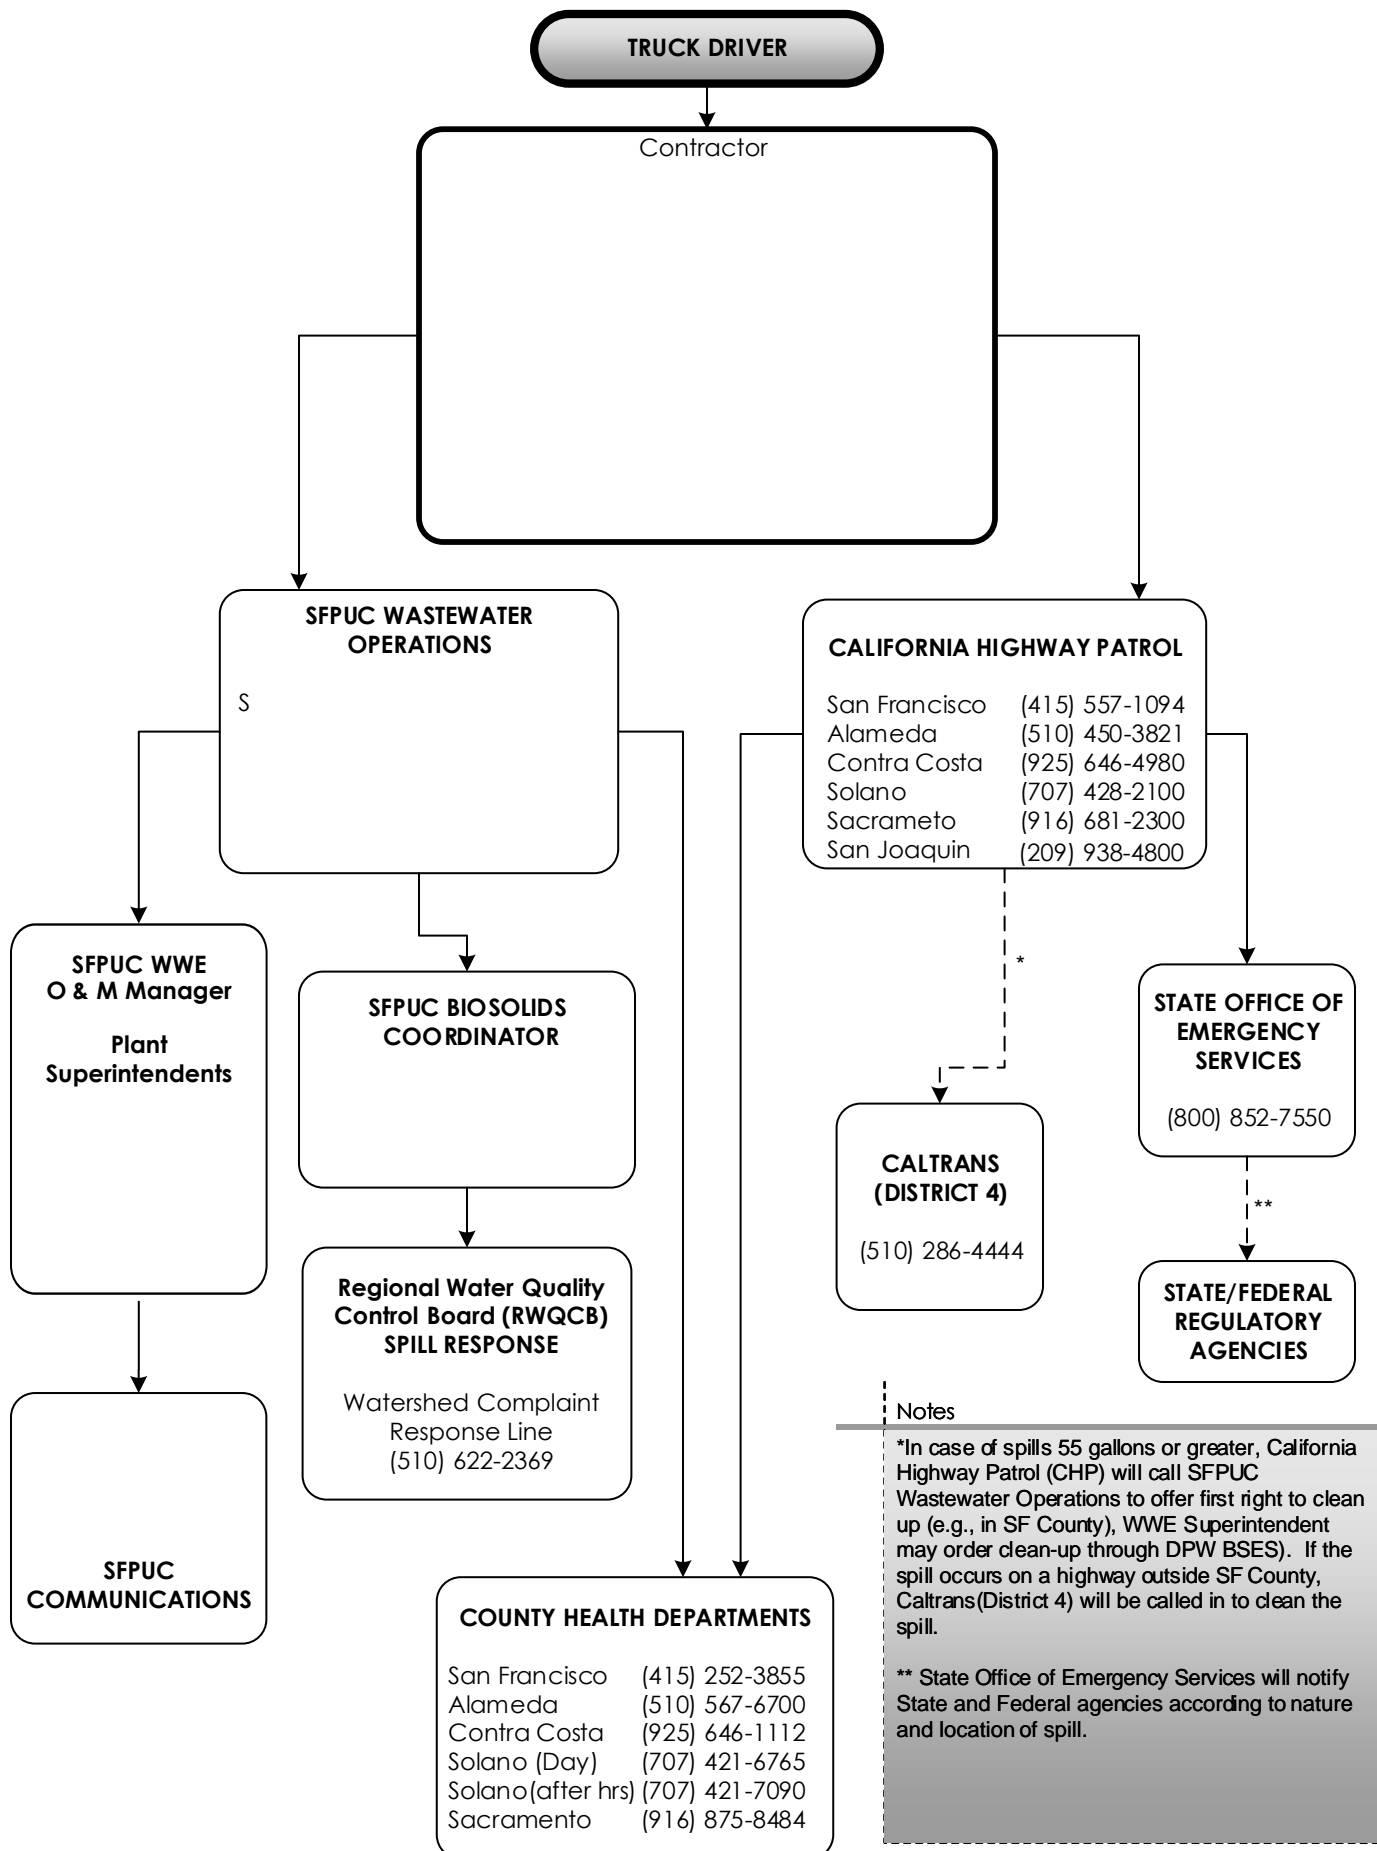 TRUCK DRIVER
Contractor
SFPUC WASTEWATER
OPERATIONS
S
CALIFORNIA HIGHWAY PATROL
San Francisco (415) 557-1094
Alameda (510) 450-3821
Contra Costa (925) 646-4980
Solano (707) 428-2100
Sacrameto (916) 681-2300
San Joaquin (209) 938-4800
SFPUC WWE
O & M Manager
Plant
Superintendents
SFPUC BIOSOLIDS
COORDINATOR
*
STATE OFFICE OF
EMERGENCY
SERVICES
(800) 852-7550
CALTRANS
(DISTRICT 4)
(510) 286-4444
**
Regional Water Quality
Control Board (RWQCB)
SPILL RESPONSE
Watershed Complaint
Response Line
(510) 622-2369
STATE/FEDERAL
REGULATORY
AGENCIES
SFPUC
COMMUNICATIONS
COUNTY HEALTH DEPARTMENTS
San Francisco (415) 252-3855
Alameda (510) 567-6700
Contra Costa (925) 646-1112
Solano (Day) (707) 421-6765
Solano(after hrs) (707) 421-7090
Sacramento (916) 875-8484
Notes
*In case of spills 55 gallons or greater, California
Highway Patrol (CHP) will call SFPUC
Wastewater Operations to offer first right to clean
up (e.g., in SF County), WWE Superintendent
may order clean-up through DPW BSES). If the
spill occurs on a highway outside SF County,
Caltrans(District 4) will be called in to clean the
spill.
** State Office of Emergency Services will notify
State and Federal agencies according to nature
and location of spill.